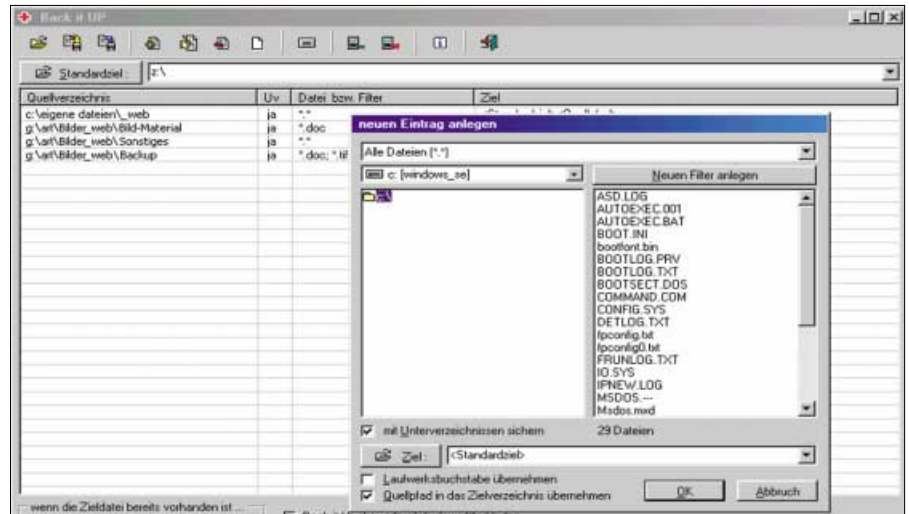 Back it UP
Standardziel :
z:\
Quellverzeichnis Uv Datei bzw. Filter Ziel
c:\eigene dateien\_web ja *.*
g:\art\Bilder_web\Bild-Material ja *.doc
g:\art\Bilder_web\Sonstiges ja *.*
g:\art\Bilder_web\Backup ja *.doc; *.tif
neuen Eintrag anlegen
Alle Dateien (*.*)
c: [windows_se]
Neuen Filter anlegen
c:\
ASD.LOG
AUTOEXEC.001
AUTOEXEC.BAT
BOOT.INI
bootfont.bin
BOOTLOG.PRV
BOOTLOG.TXT
BOOTSECT.DOS
COMMAND.COM
CONFIG.SYS
DETLOG.TXT
fpconfig.txt
fpconfig0.txt
FRUNLOG.TXT
IO.SYS
IPNEW.LOG
MSDOS.---
Msdos.mxd
mit Unterverzeichnissen sichern
29 Dateien
Ziel :
<Standardziel>
Laufwerksbuchstabe übernehmen
Quellpfad in das Zielverzeichnis übernehmen
OK
Abbruch
wenn die Zieldatei bereits vorhanden ist ...